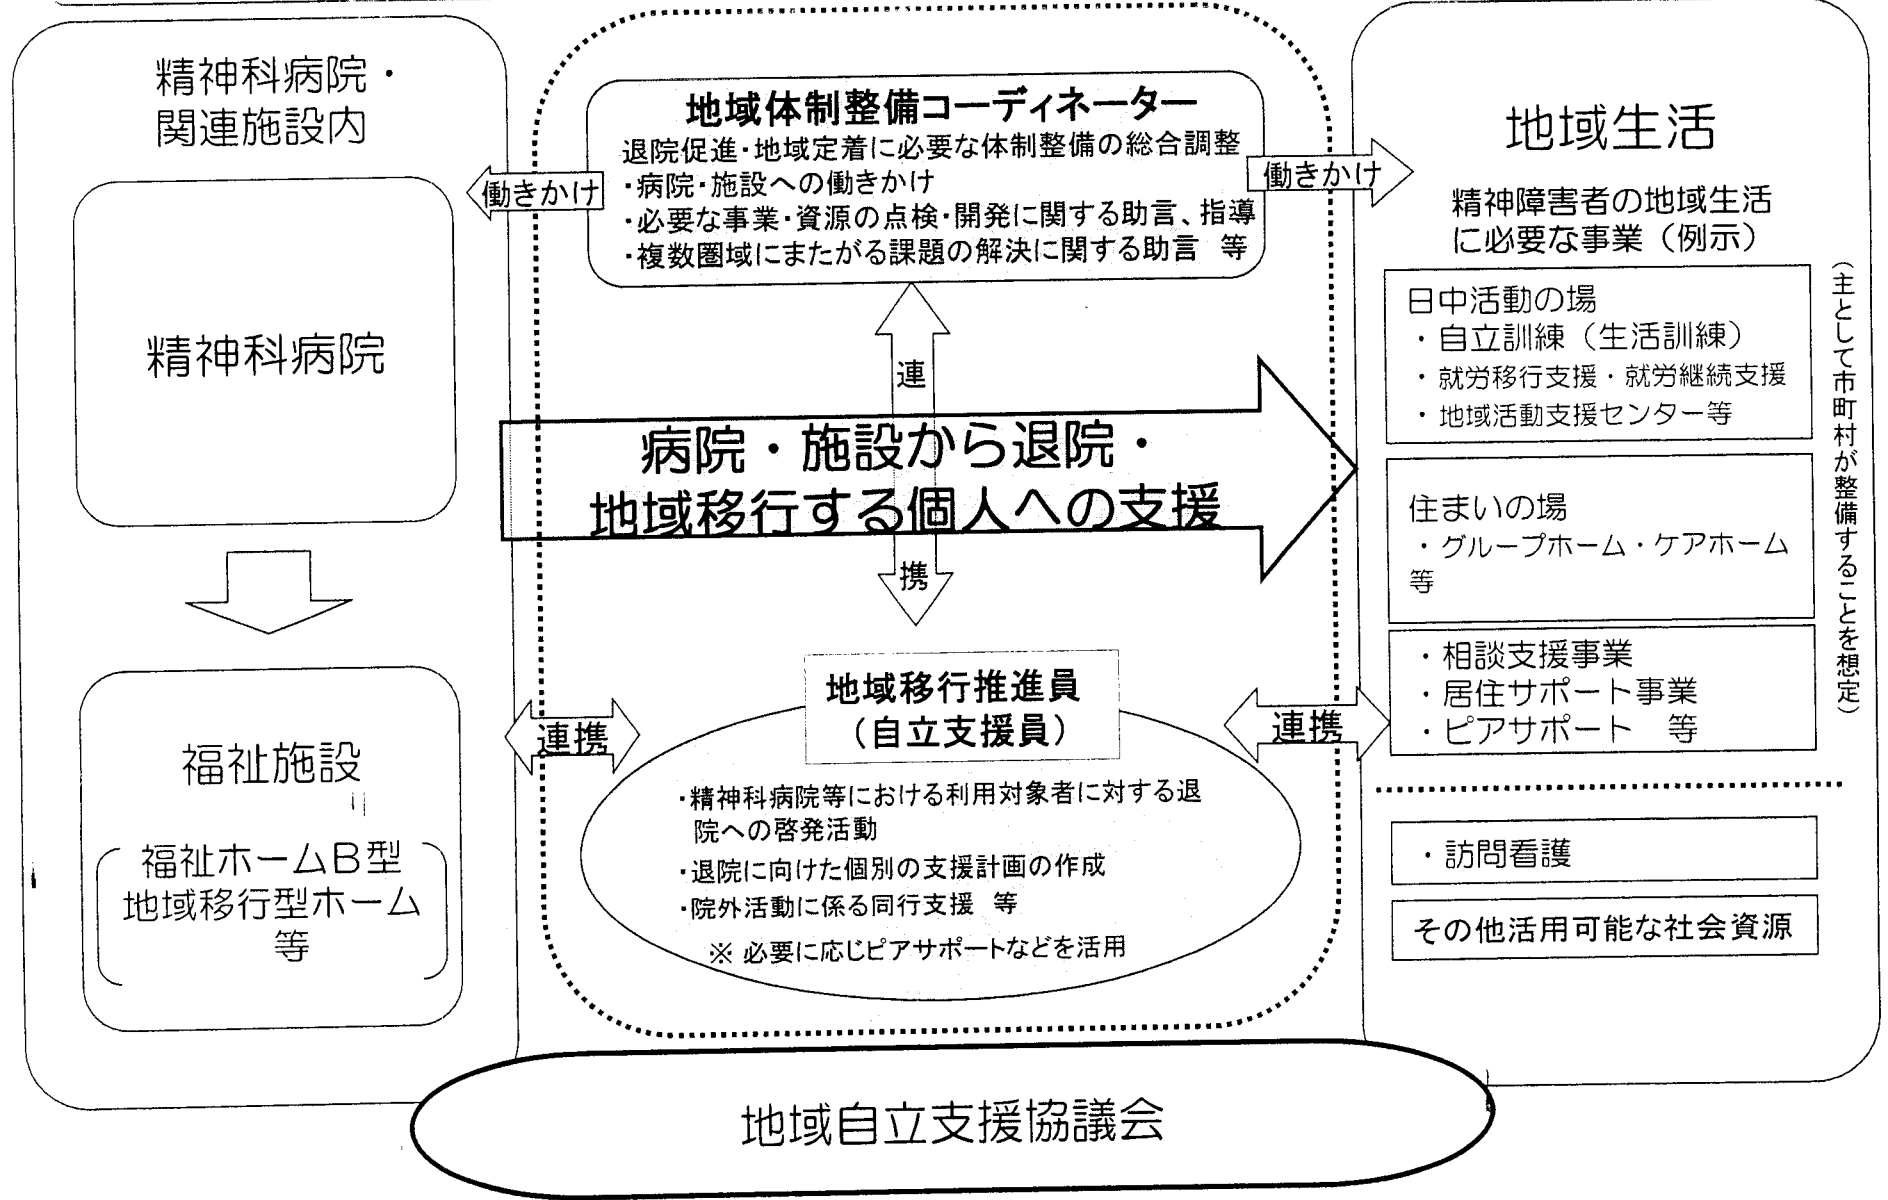 精神科病院・
関連施設内
精神科病院
福祉施設
福祉ホームＢ型
地域移行型ホーム
等
地域体制整備コーディネーター
退院促進・地域定着に必要な体制整備の総合調整
・病院・施設への働きかけ
・必要な事業・資源の点検・開発に関する助言、指導
・複数圏域にまたがる課題の解決に関する助言　等
働きかけ
働きかけ
連
携
病院・施設から退院・
地域移行する個人への支援
地域移行推進員
（自立支援員）
連携
連携
・精神科病院等における利用対象者に対する退
院への啓発活動
・退院に向けた個別の支援計画の作成
・院外活動に係る同行支援　等
※ 必要に応じピアサポートなどを活用
地域生活
精神障害者の地域生活
に必要な事業（例示）
日中活動の場
・自立訓練（生活訓練）
・就労移行支援・就労継続支援
・地域活動支援センター等
住まいの場
・グループホーム・ケアホーム
等
・相談支援事業
・居住サポート事業
・ピアサポート　等
（主として市町村が整備することを想定）
・訪問看護
その他活用可能な社会資源
地域自立支援協議会